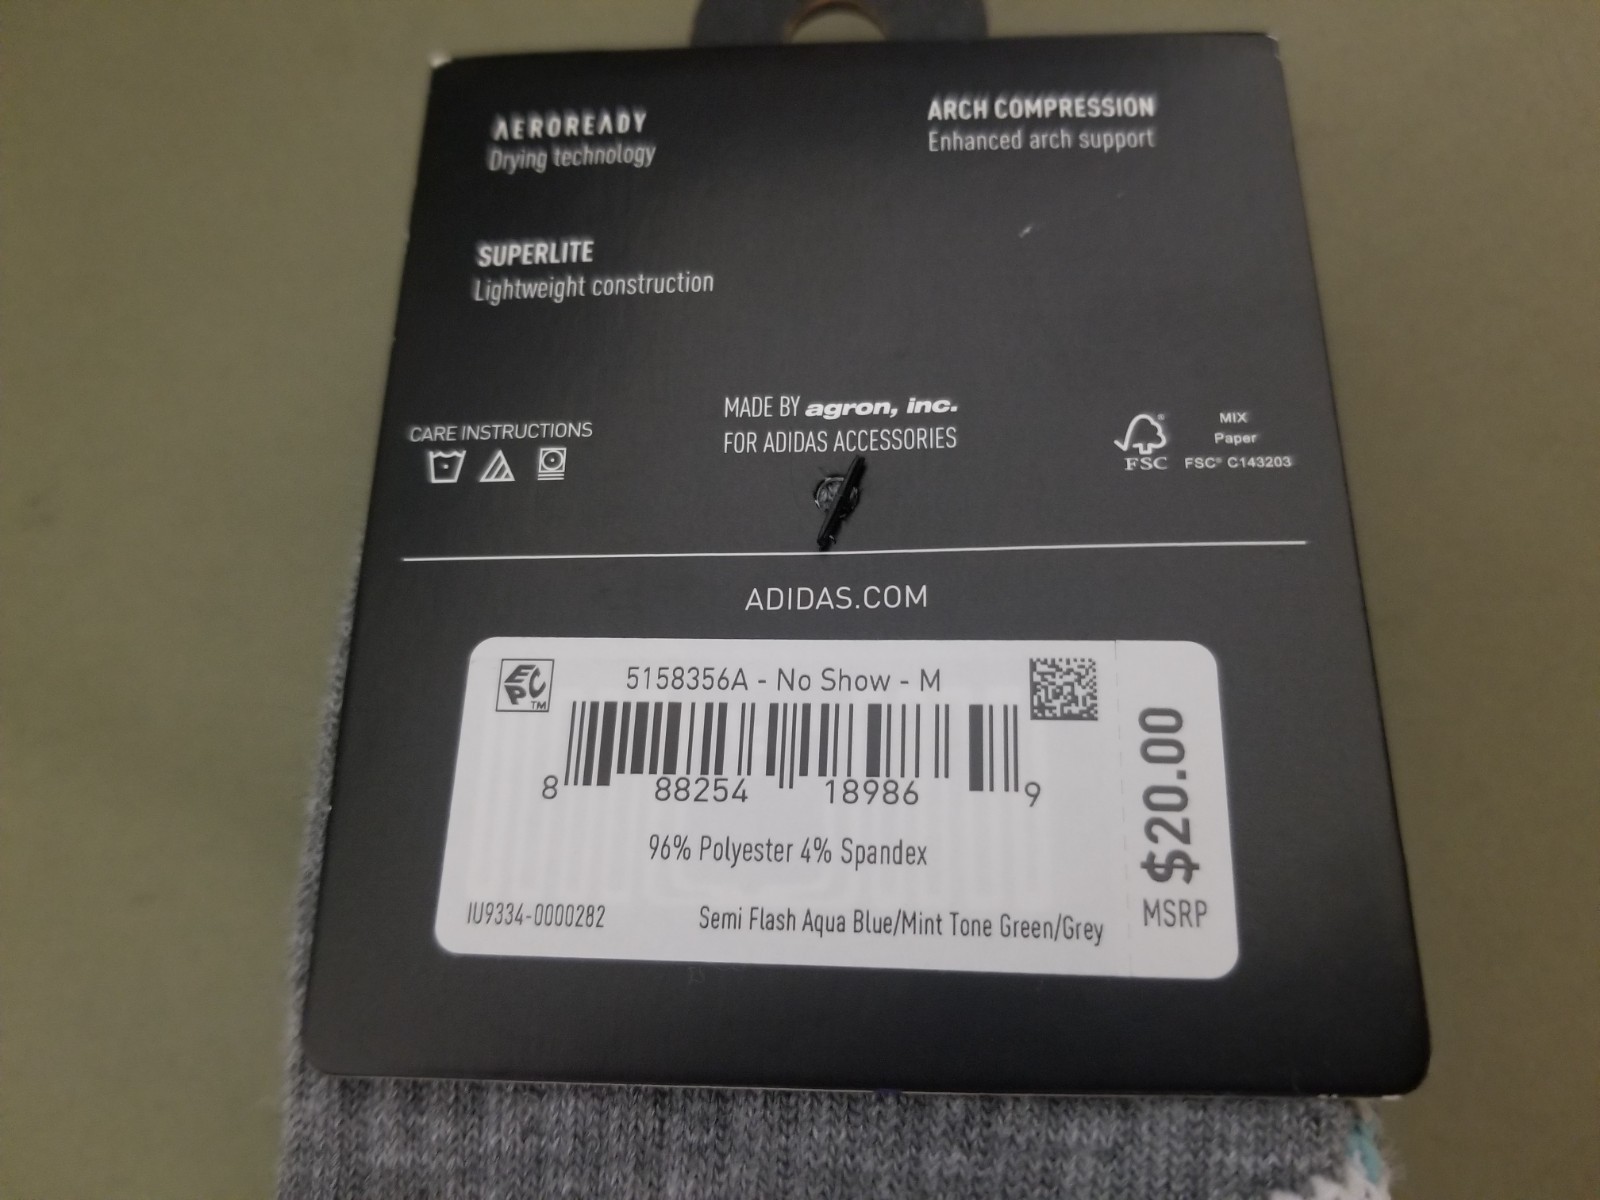 AEROREADY
Drying technology
ARCH COMPRESSION
Enhanced arch support
SUPERLITE
Lightweight construction
CARE INSTRUCTIONS
MADE BY agron, inc.
FOR ADIDAS ACCESSORIES
FSC
®
MIX
Paper
FSC® C143203
ADIDAS.COM
ECPC™
5158356A - No Show - M
8 88254 18986 9
96% Polyester 4% Spandex
IU9334-0000282
Semi Flash Aqua Blue/Mint Tone Green/Grey
$20.00
MSRP